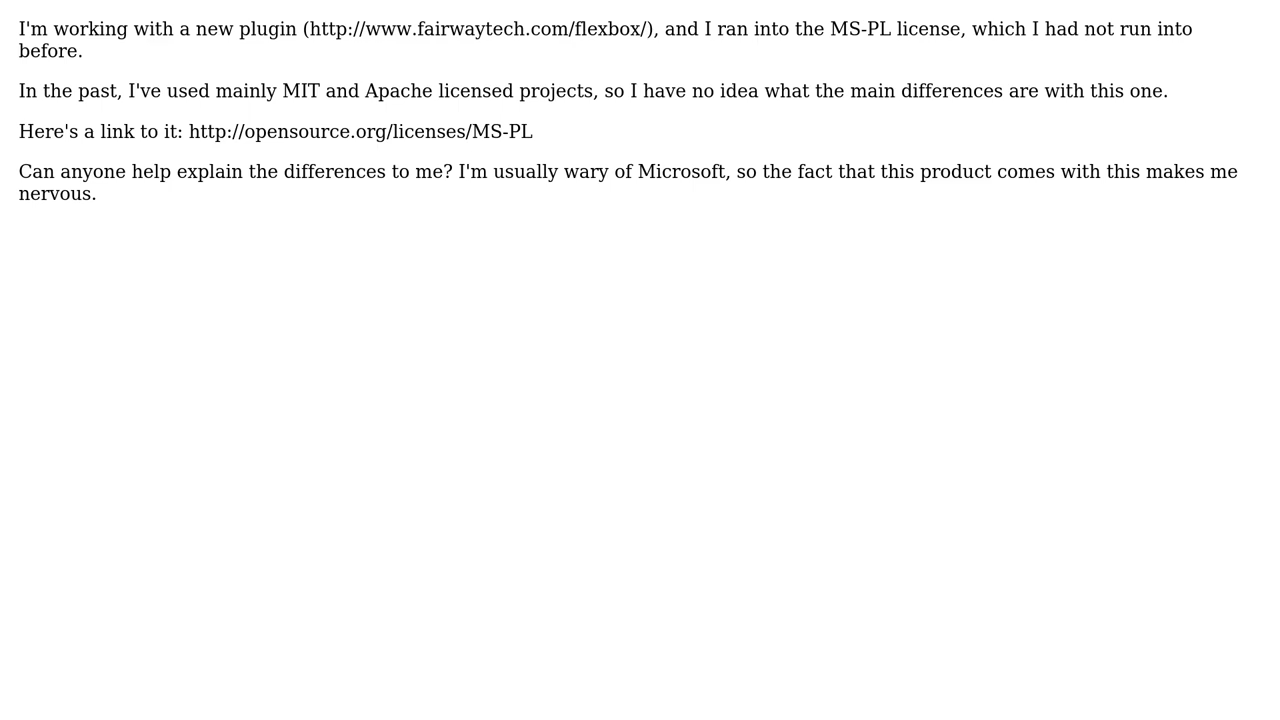 I'm working with a new plugin (http://www.fairwaytech.com/flexbox/), and I ran into the MS-PL license, which I had not run into
before.
In the past, I've used mainly MIT and Apache licensed projects, so I have no idea what the main differences are with this one.
Here's a link to it: http://opensource.org/licenses/MS-PL
Can anyone help explain the differences to me? I'm usually wary of Microsoft, so the fact that this product comes with this makes me
nervous.